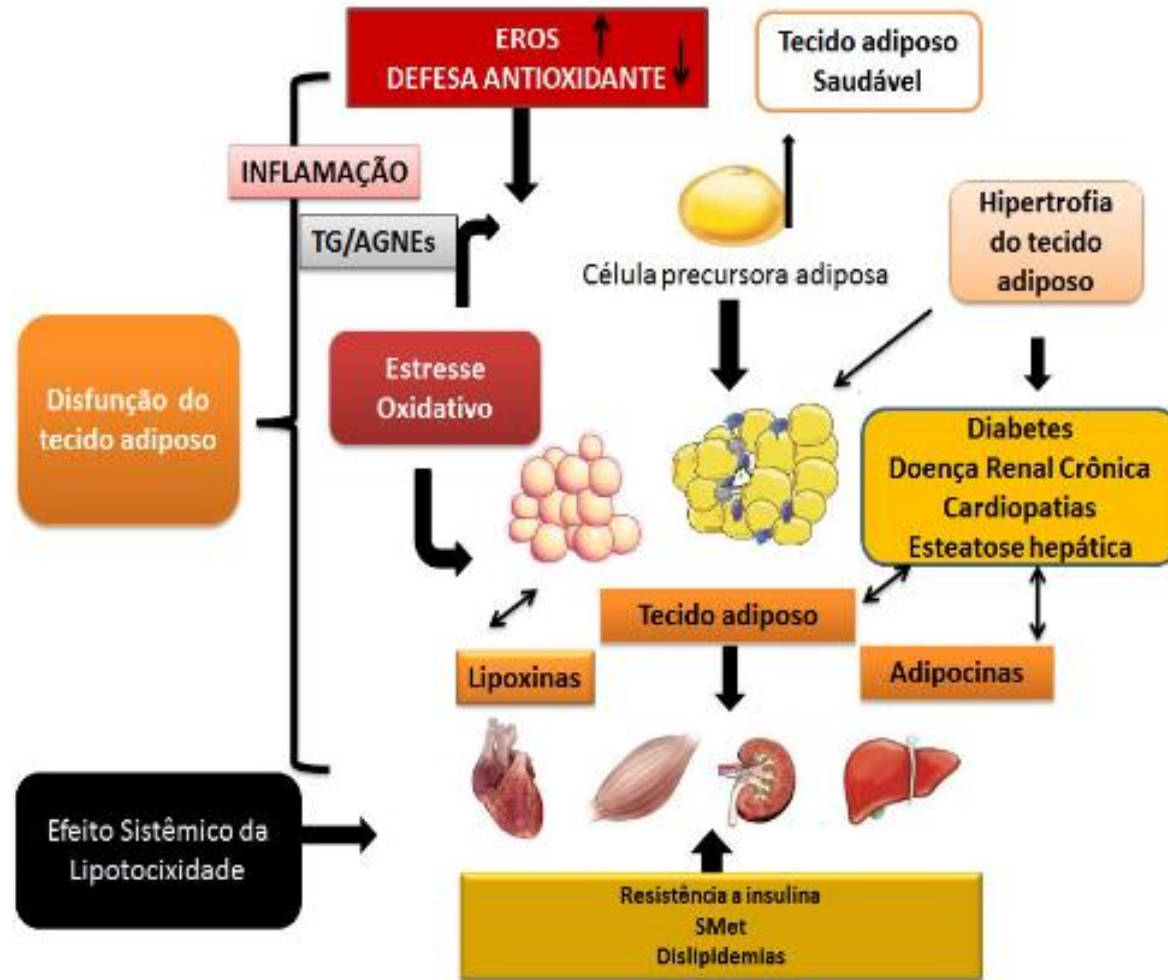 EROS
DEFESA ANTIOXIDANTE
Tecido adiposo
Saudável
INFLAMAÇÃO
TG/AGNEs
Célula precursora adiposa
Hipertrofia
do tecido
adiposo
Disfunção do
tecido adiposo
Estresse
Oxidativo
Diabetes
Doença Renal Crônica
Cardiopatias
Esteatose hepática
Tecido adiposo
Lipoxinas
Adipocinas
Efeito Sistêmico da
Lipotocixidade
Resistência a insulina
SMet
Dislipidemias